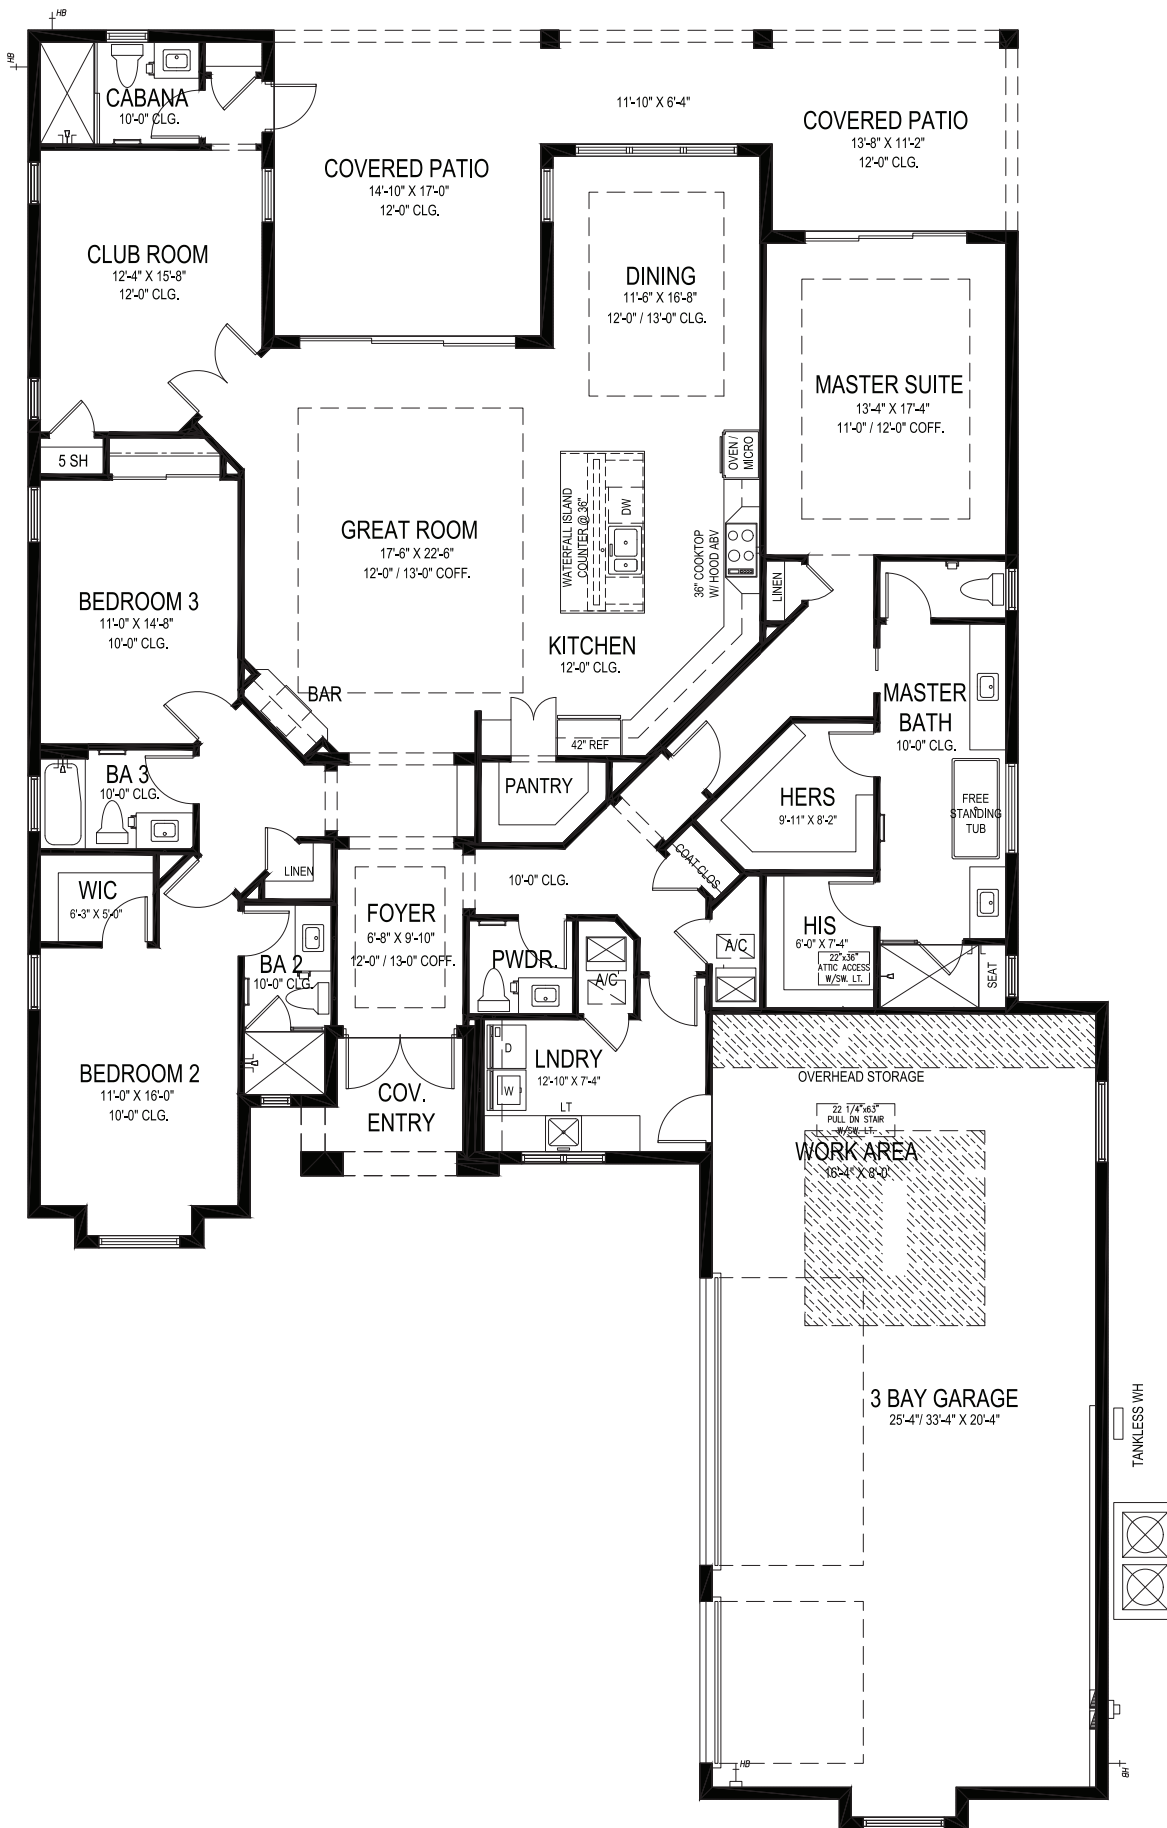 HB
HB
CABANA
10'-0" CLG.
11'-10" X 6'-4"
COVERED PATIO
13'-8" X 11'-2"
12'-0" CLG.
COVERED PATIO
14'-10" X 17'-0"
12'-0" CLG.
CLUB ROOM
12'-4" X 15'-8"
12'-0" CLG.
DINING
11'-6" X 16'-8"
12'-0" / 13'-0" CLG.
MASTER SUITE
13'-4" X 17'-4"
11'-0" / 12'-0" COFF.
5 SH
OVEN /
MICRO
GREAT ROOM
17'-6" X 22'-6"
12'-0" / 13'-0" COFF.
WATERFALL ISLAND
COUNTER @ 36"
DW
36" COOKTOP
W/ HOOD ABV
LINEN
BEDROOM 3
11'-0" X 14'-8"
10'-0" CLG.
KITCHEN
12'-0" CLG.
BAR
42" REF
MASTER
BATH
10'-0" CLG.
BA 3
10'-0" CLG.
PANTRY
HERS
9'-11" X 8'-2"
FREE
STANDING
TUB
LINEN
COAT CLOS
10'-0" CLG.
WIC
6'-3" X 5'-0"
FOYER
6'-8" X 9'-10"
12'-0" / 13'-0" COFF.
HIS
6'-0" X 7'-4"
22"x36"
ATTIC ACCESS
W/SW. LT.
A/C
SEAT
BA 2
10'-0" CLG.
PWDR.
A/C
D
W
LNDRY
12'-10" X 7'-4"
LT
BEDROOM 2
11'-0" X 16'-0"
10'-0" CLG.
COV.
ENTRY
OVERHEAD STORAGE
22 1/4"x63"
PULL DN STAIR
W/SW. LT.
WORK AREA
16'-4" X 8'-0"
3 BAY GARAGE
25'-4"/ 33'-4" X 20'-4"
TANKLESS WH
HB
HB